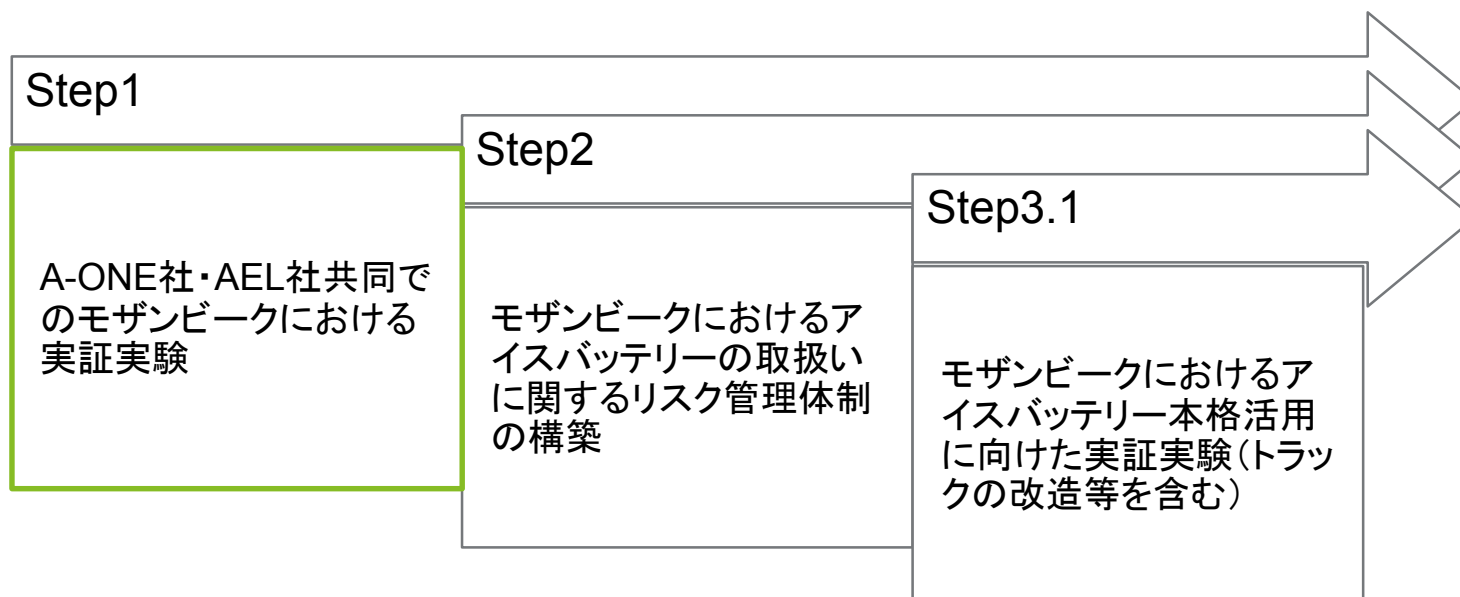 Step1
A-ONE社・AEL社共同で
のモザンビークにおける
実証実験
Step2
モザンビークにおけるア
イスバッテリーの取扱い
に関するリスク管理体制
の構築
Step3.1
モザンビークにおけるア
イスバッテリー本格活用
に向けた実証実験（トラッ
クの改造等を含む）